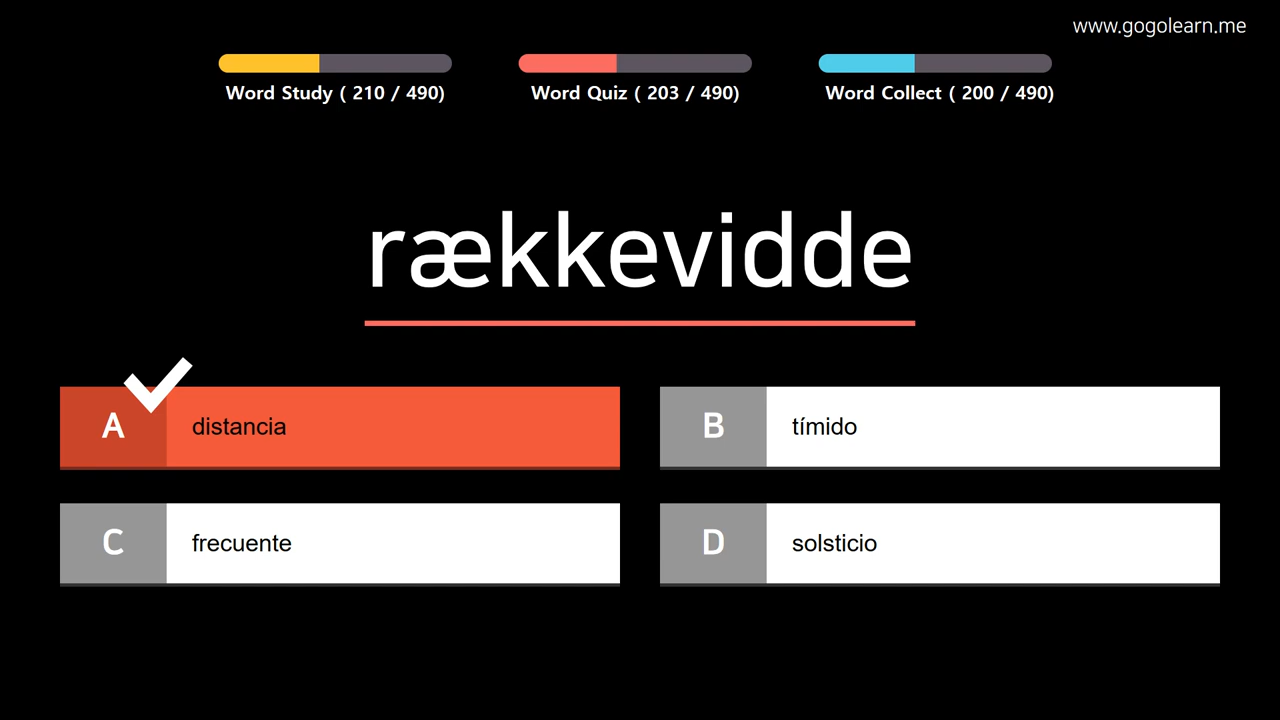 www.gogolearn.me
Word Study ( 210 / 490)
Word Quiz ( 203 / 490)
Word Collect ( 200 / 490)
rækkevidde
A
distancia
B
tímido
C
frecuente
D
solsticio